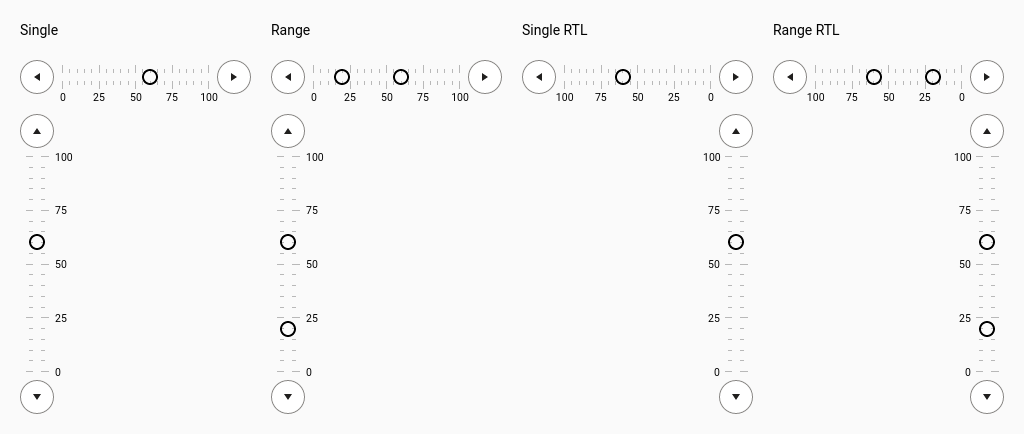 Single
Range
Single RTL
Range RTL
0 25 50 75 100
0 25 50 75 100
100 75 50 25 0
100 75 50 25 0
100 100 100 100
75 75 75 75
50 50 50 50
25 25 25 25
0 0 0 0